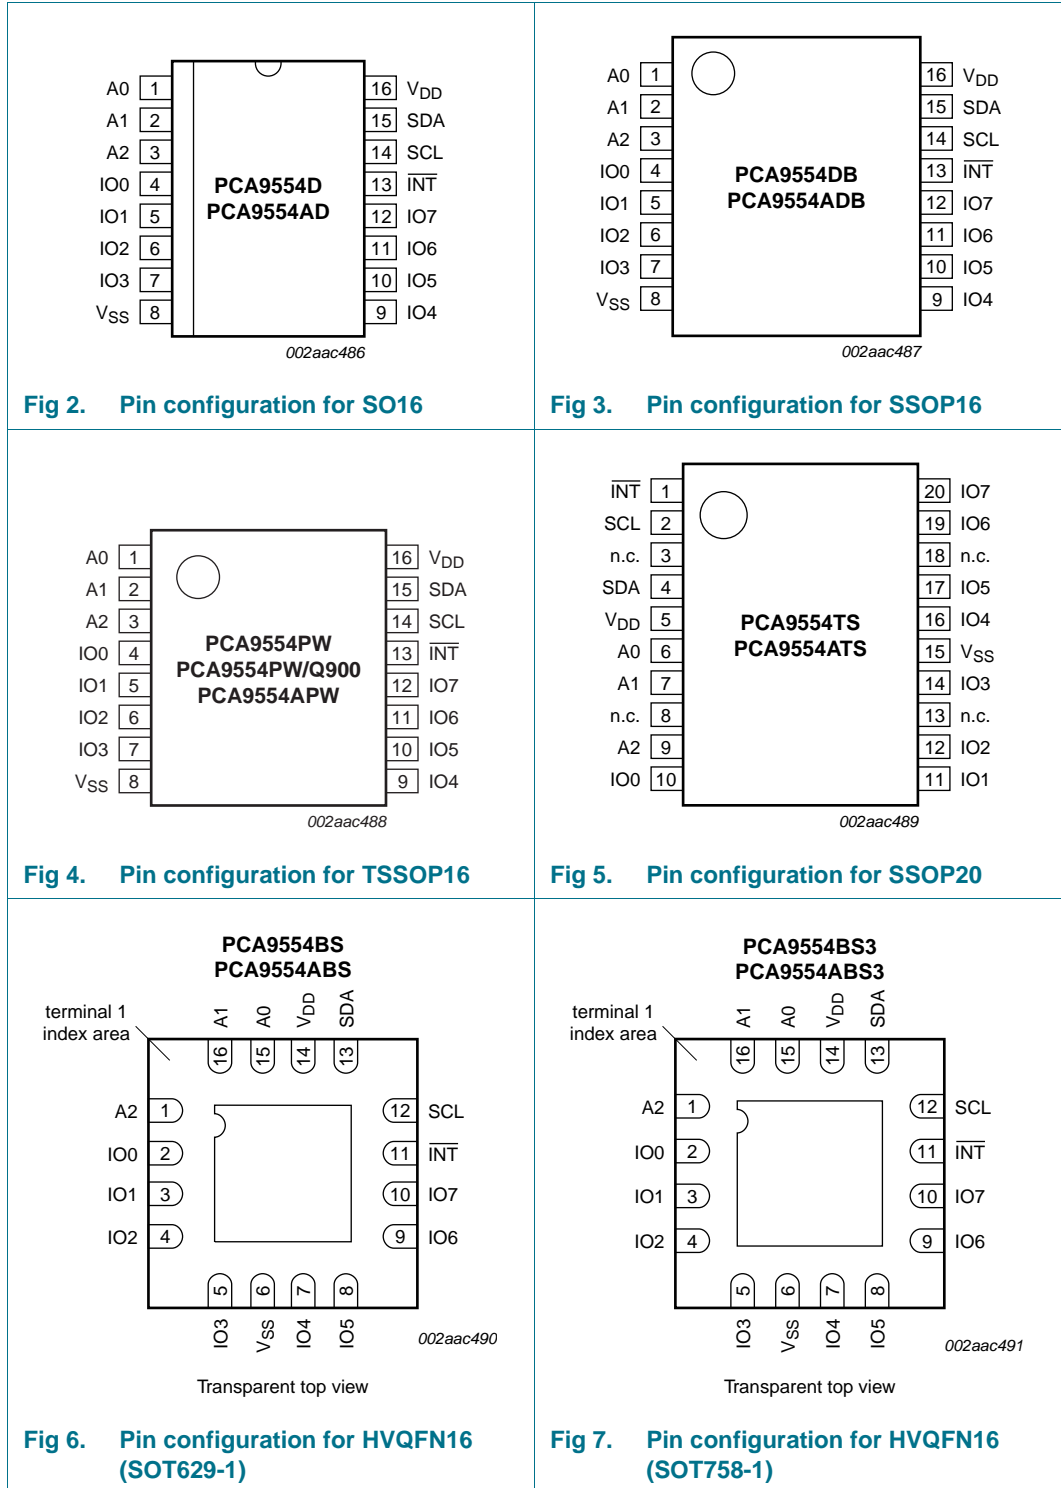 A0 1 16 VDD
A1 2 15 SDA
A2 3 14 SCL
IO0 4 13 INT
IO1 5 12 IO7
IO2 6 11 IO6
IO3 7 10 IO5
VSS 8 9 IO4
PCA9554D
PCA9554AD
002aac486
Fig 2. Pin configuration for SO16
A0 1 16 VDD
A1 2 15 SDA
A2 3 14 SCL
IO0 4 13 INT
IO1 5 12 IO7
IO2 6 11 IO6
IO3 7 10 IO5
VSS 8 9 IO4
PCA9554DB
PCA9554ADB
002aac487
Fig 3. Pin configuration for SSOP16
A0 1 16 VDD
A1 2 15 SDA
A2 3 14 SCL
IO0 4 13 INT
IO1 5 12 IO7
IO2 6 11 IO6
IO3 7 10 IO5
VSS 8 9 IO4
PCA9554PW
PCA9554PW/Q900
PCA9554APW
002aac488
Fig 4. Pin configuration for TSSOP16
INT 1 20 IO7
SCL 2 19 IO6
n.c. 3 18 n.c.
SDA 4 17 IO5
VDD 5 16 IO4
A0 6 15 VSS
A1 7 14 IO3
n.c. 8 13 n.c.
A2 9 12 IO2
IO0 10 11 IO1
PCA9554TS
PCA9554ATS
002aac489
Fig 5. Pin configuration for SSOP20
PCA9554BS
PCA9554ABS
terminal 1
index area
A1 A0 VDD SDA
16 15 14 13
A2 1 12 SCL
IO0 2 11 INT
IO1 3 10 IO7
IO2 4 9 IO6
5 6 7 8
IO3 VSS IO4 IO5
002aac490
Transparent top view
Fig 6. Pin configuration for HVQFN16
(SOT629-1)
PCA9554BS3
PCA9554ABS3
terminal 1
index area
A1 A0 VDD SDA
16 15 14 13
A2 1 12 SCL
IO0 2 11 INT
IO1 3 10 IO7
IO2 4 9 IO6
5 6 7 8
IO3 VSS IO4 IO5
002aac491
Transparent top view
Fig 7. Pin configuration for HVQFN16
(SOT758-1)